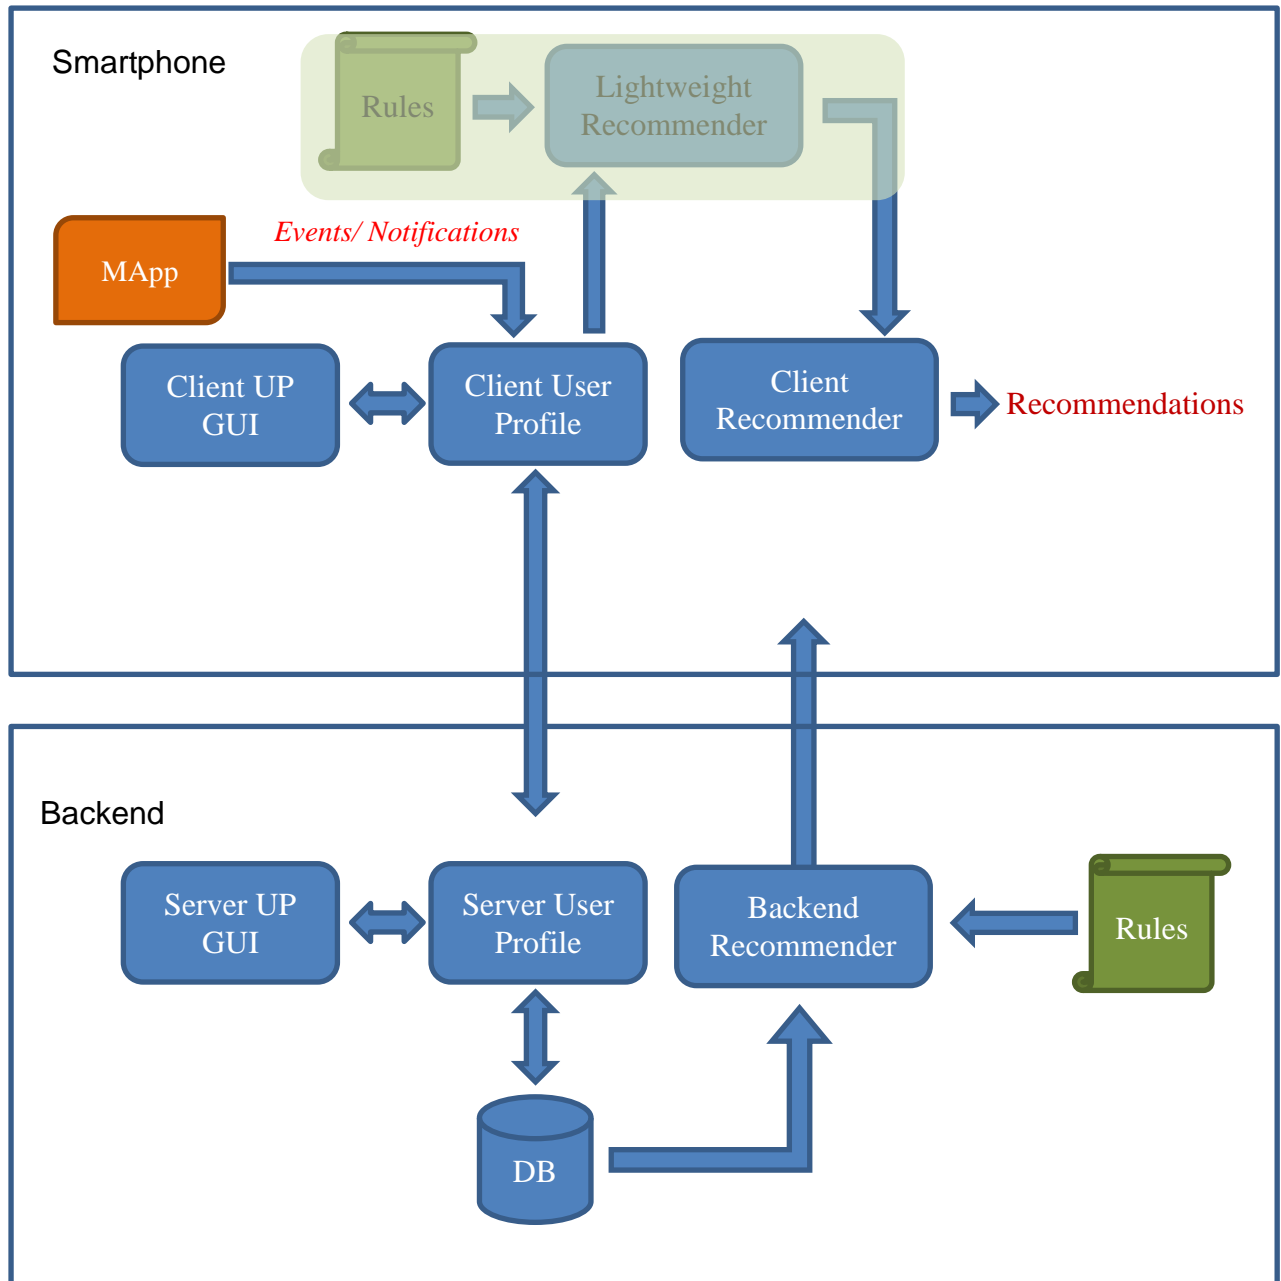 Smartphone
Rules
Lightweight
Recommender
Events/ Notifications
MApp
Client UP
GUI
Client User
Profile
Client
Recommender
Recommendations
Backend
Server UP
GUI
Server User
Profile
Backend
Recommender
Rules
DB